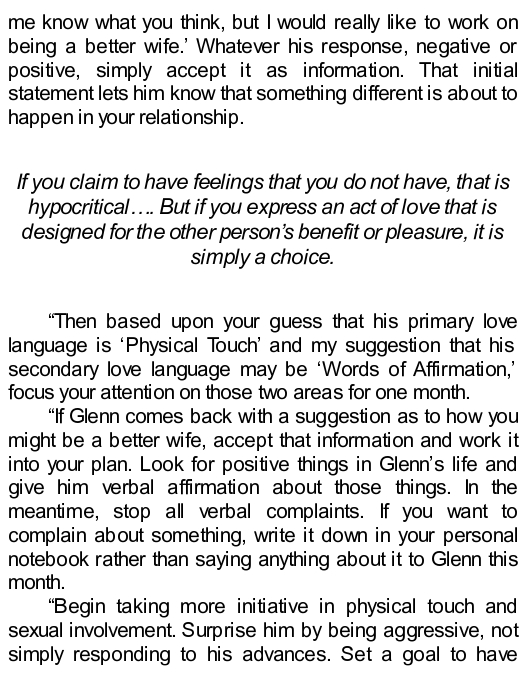 me know what you think, but I would really like to work on
being a better wife.’ Whatever his response, negative or
positive, simply accept it as information. That initial
statement lets him know that something different is about to
happen in your relationship.
If you claim to have feelings that you do not have, that is
hypocritical…. But if you express an act of love that is
designed for the other person’s benefit or pleasure, it is
simply a choice.
“Then based upon your guess that his primary love
language is ‘Physical Touch’ and my suggestion that his
secondary love language may be ‘Words of Affirmation,’
focus your attention on those two areas for one month.
“If Glenn comes back with a suggestion as to how you
might be a better wife, accept that information and work it
into your plan. Look for positive things in Glenn’s life and
give him verbal affirmation about those things. In the
meantime, stop all verbal complaints. If you want to
complain about something, write it down in your personal
notebook rather than saying anything about it to Glenn this
month.
“Begin taking more initiative in physical touch and
sexual involvement. Surprise him by being aggressive, not
simply responding to his advances. Set a goal to have